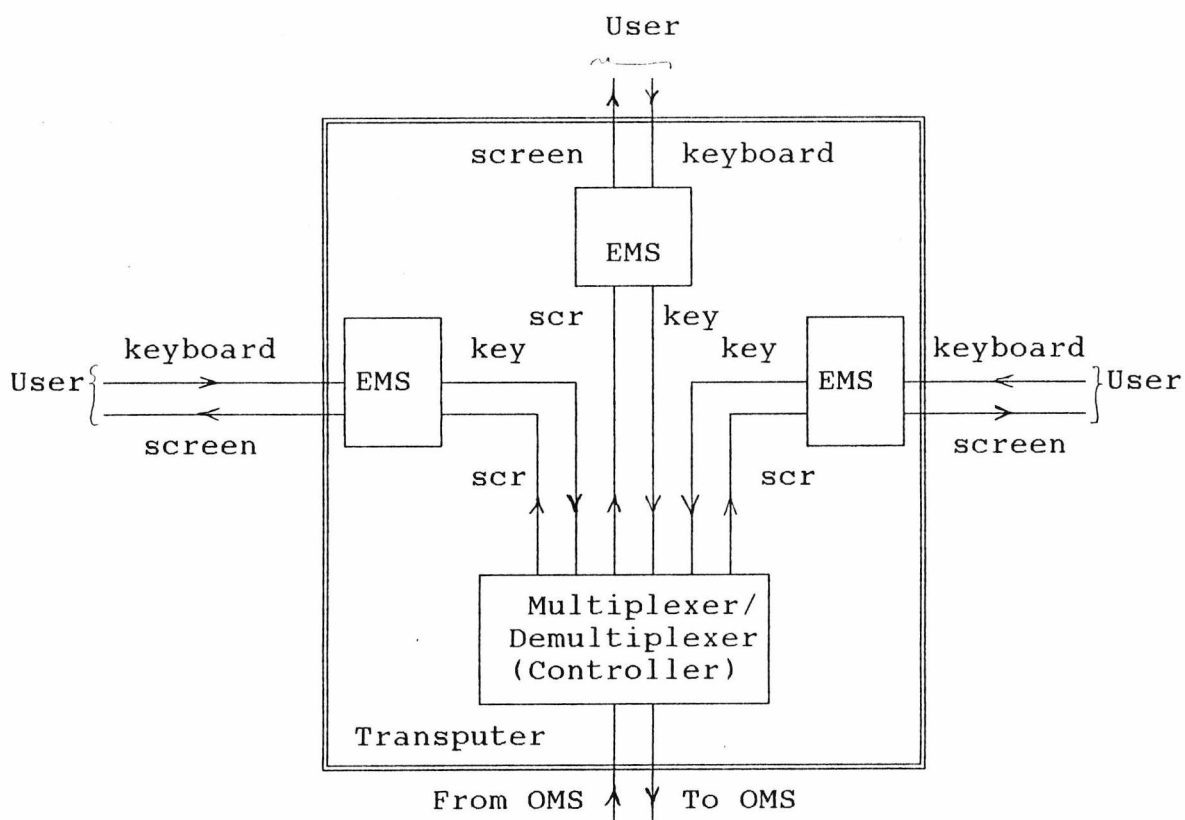 User
screen keyboard
EMS
scr key
keyboard key key keyboard
User EMS EMS User
screen screen
scr scr
Multiplexer/
Demultiplexer
(Controller)
Transputer
From OMS To OMS